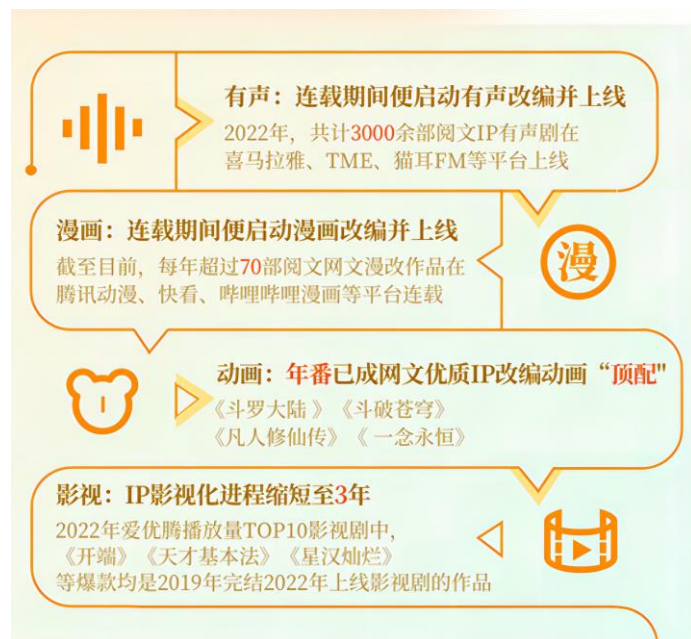 有声：连载期间便启动有声改编并上线
2022年，共计3000余部阅文IP有声剧在
喜马拉雅、TME、猫耳FM等平台上线
漫画：连载期间便启动漫画改编并上线
截至目前，每年超过70部阅文网文漫改作品在
腾讯动漫、快看、哔哩哔哩漫画等平台连载
漫
动画：年番已成网文优质IP改编动画“顶配"
《斗罗大陆 》《斗破苍穹》
《凡人修仙传》《 一念永恒》
影视：IP影视化进程缩短至3年
2022年爱优腾播放量TOP10影视剧中，
《开端》《天才基本法》《星汉灿烂》
等爆款均是2019年完结2022年上线影视剧的作品